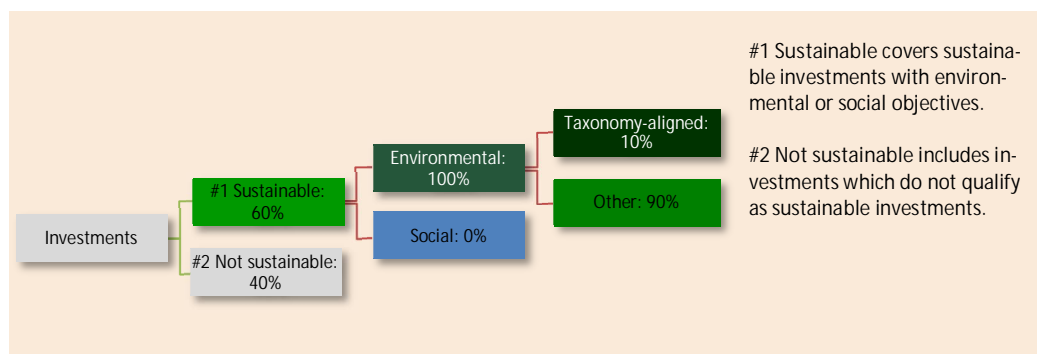 #1 Sustainable covers sustaina-
ble investments with environ-
mental or social objectives.
#2 Not sustainable includes in-
vestments which do not qualify
as sustainable investments.
Investments
#1 Sustainable:
60%
#2 Not sustainable:
40%
Environmental:
100%
Social: 0%
Taxonomy-aligned:
10%
Other: 90%